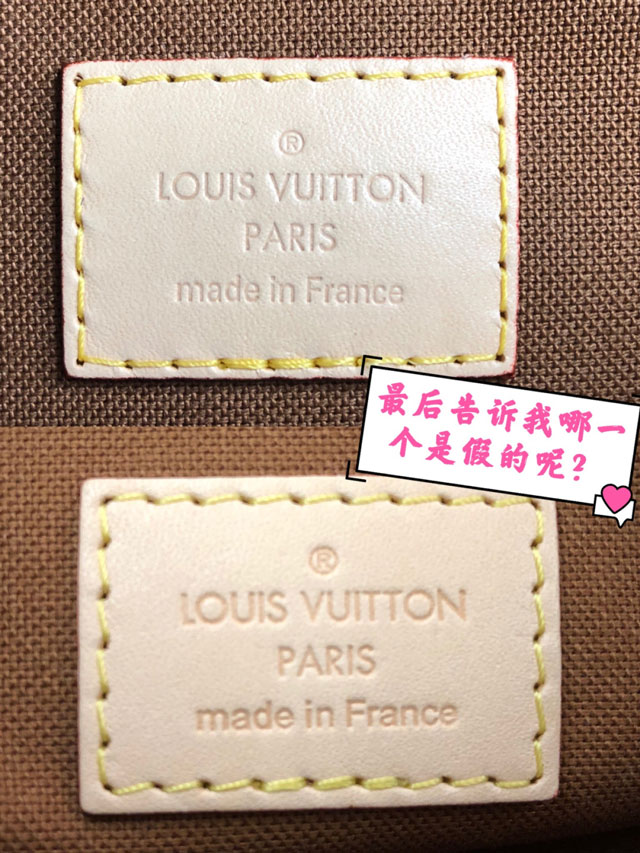 ®
LOUIS VUITTON
PARIS
made in France
最后告诉我哪一
个是假的呢?
®
LOUIS VUITTON
PARIS
made in France